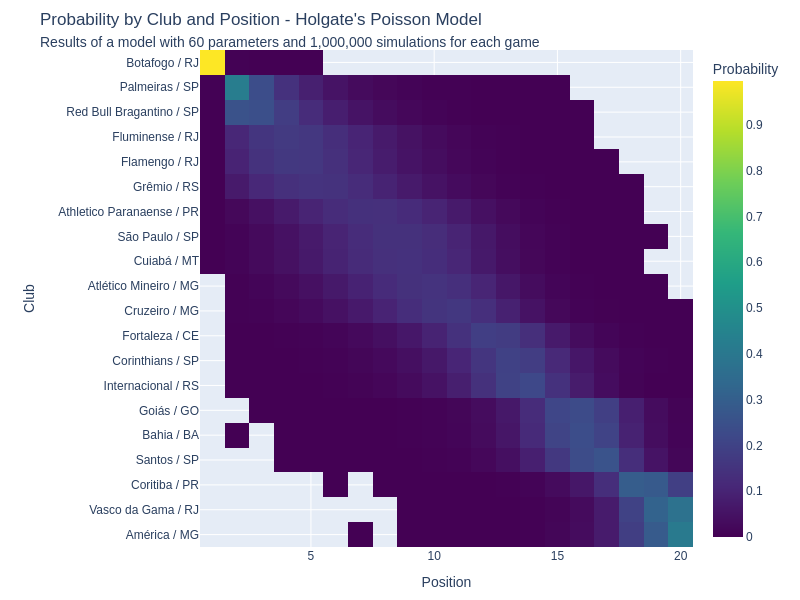 Probability by Club and Position - Holgate's Poisson Model
Results of a model with 60 parameters and 1,000,000 simulations for each game
Probability
Club
Botafogo / RJ
Palmeiras / SP
Red Bull Bragantino / SP
Fluminense / RJ
Flamengo / RJ
Grêmio / RS
Athletico Paranaense / PR
São Paulo / SP
Cuiabá / MT
Atlético Mineiro / MG
Cruzeiro / MG
Fortaleza / CE
Corinthians / SP
Internacional / RS
Goiás / GO
Bahia / BA
Santos / SP
Coritiba / PR
Vasco da Gama / RJ
América / MG
0.9
0.8
0.7
0.6
0.5
0.4
0.3
0.2
0.1
0
5 10 15 20
Position